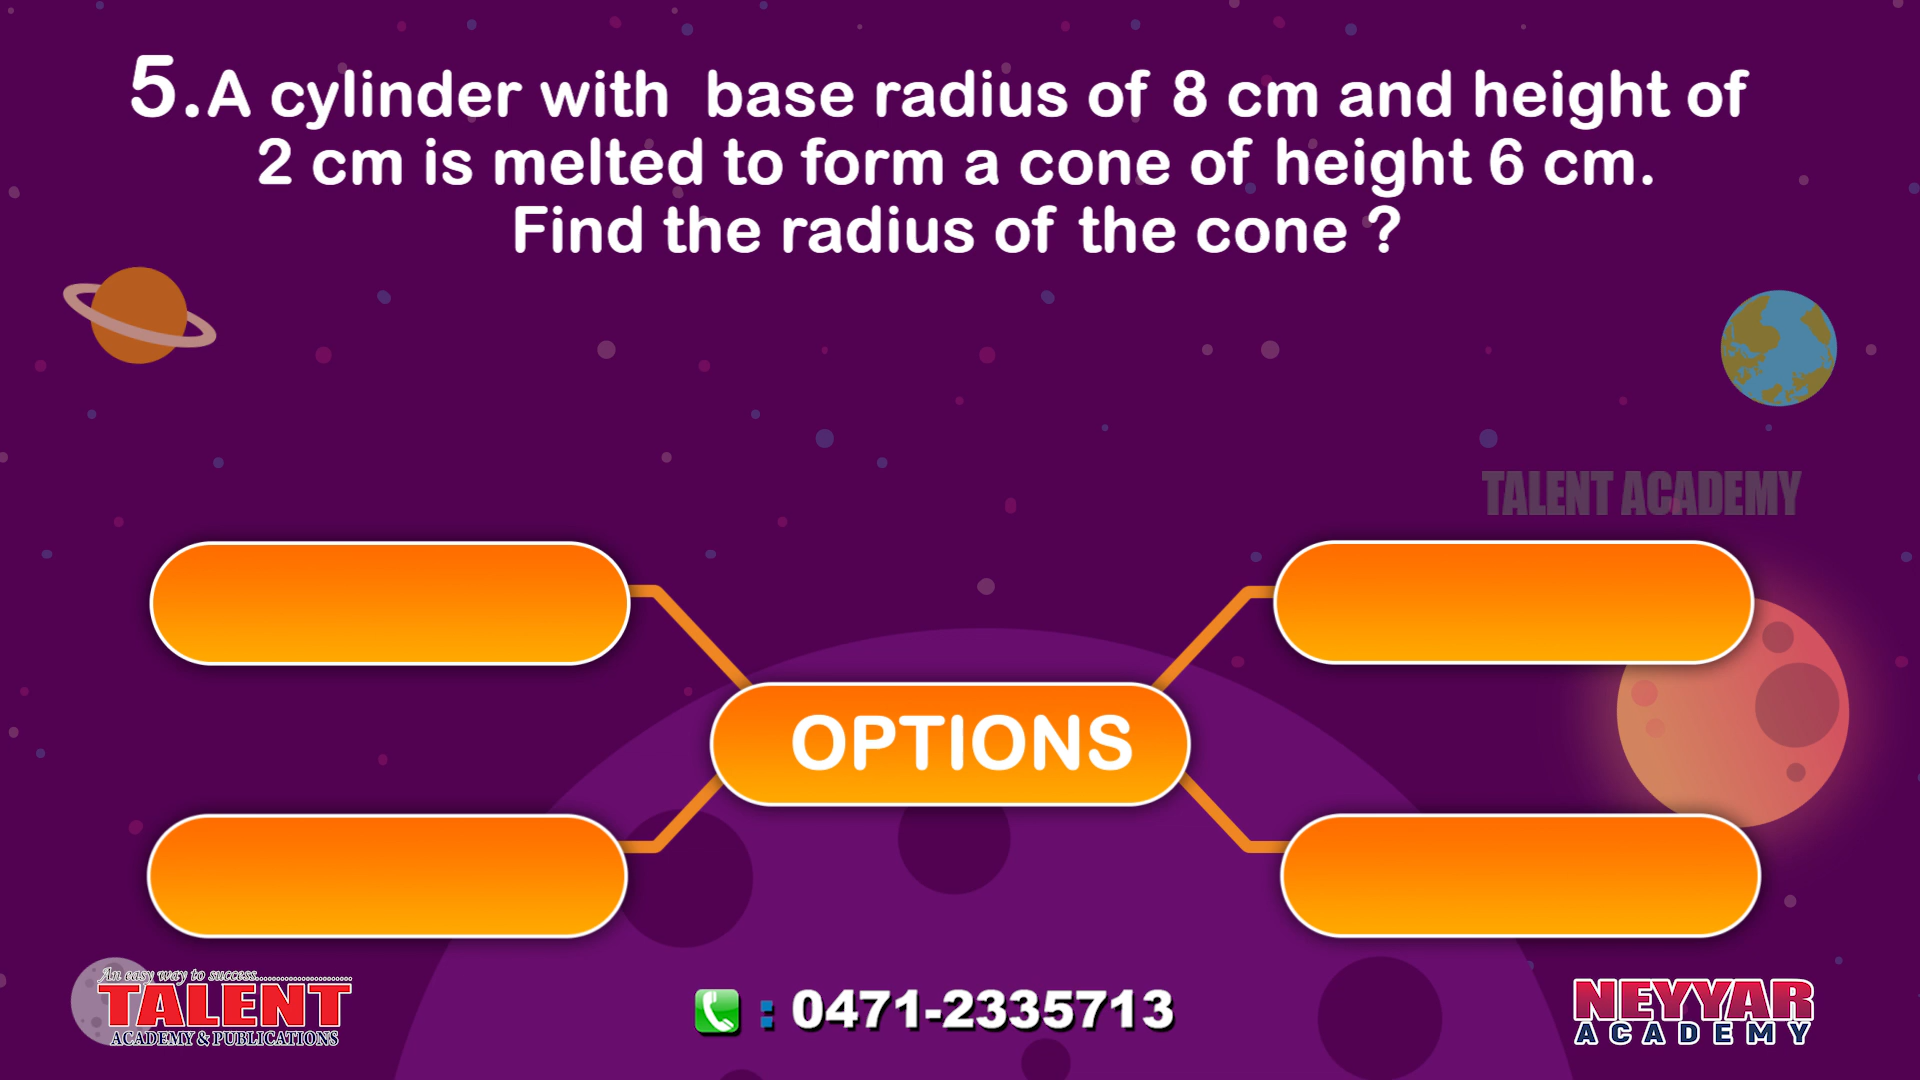 5.A cylinder with base radius of 8 cm and height of
2 cm is melted to form a cone of height 6 cm.
Find the radius of the cone ?
TALENT ACADEMY
OPTIONS
An easy way to success.......................
TALENT
ACADEMY & PUBLICATIONS
: 0471-2335713
NEYYAR
ACADEMY